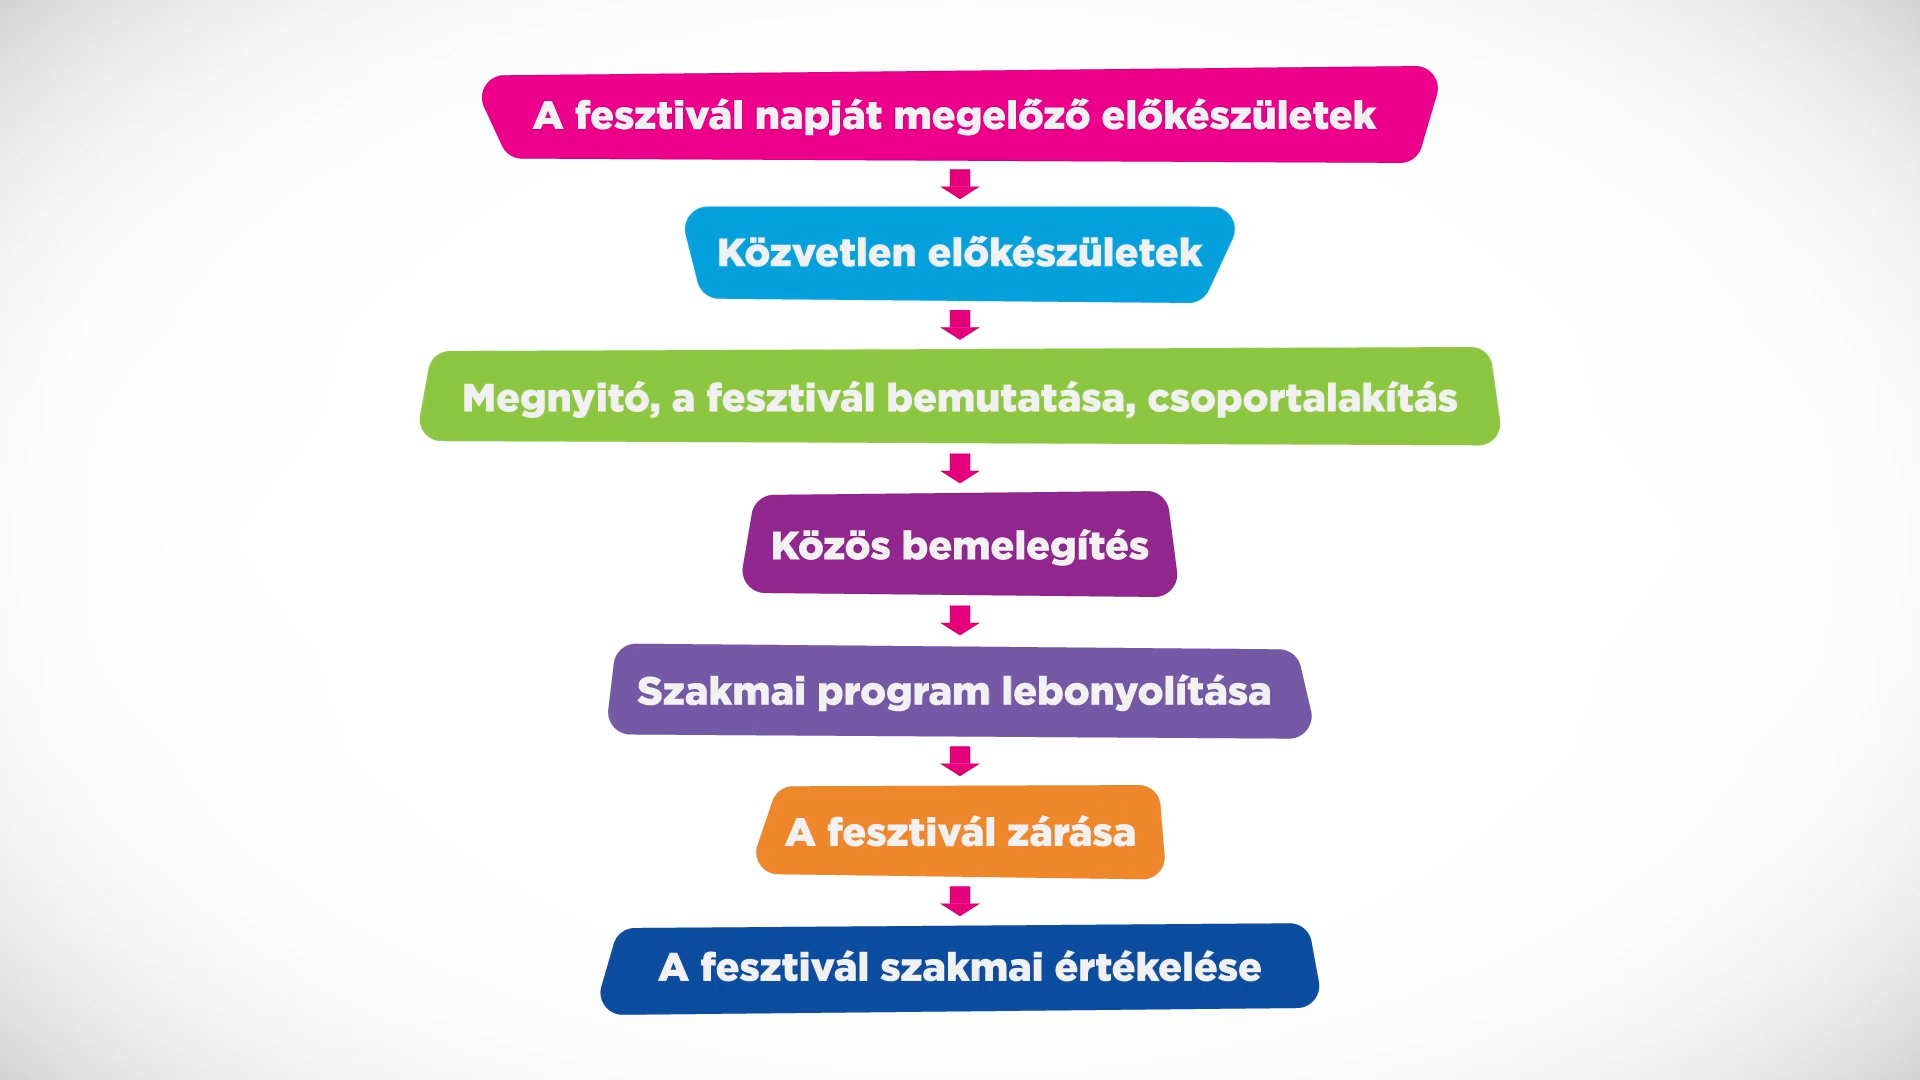 A fesztivál napját megelőző előkészületek
Közvetlen előkészületek
Megnyitó, a fesztivál bemutatása, csoportalakítás
Közös bemelegítés
Szakmai program lebonyolítása
A fesztivál zárása
A fesztivál szakmai értékelése